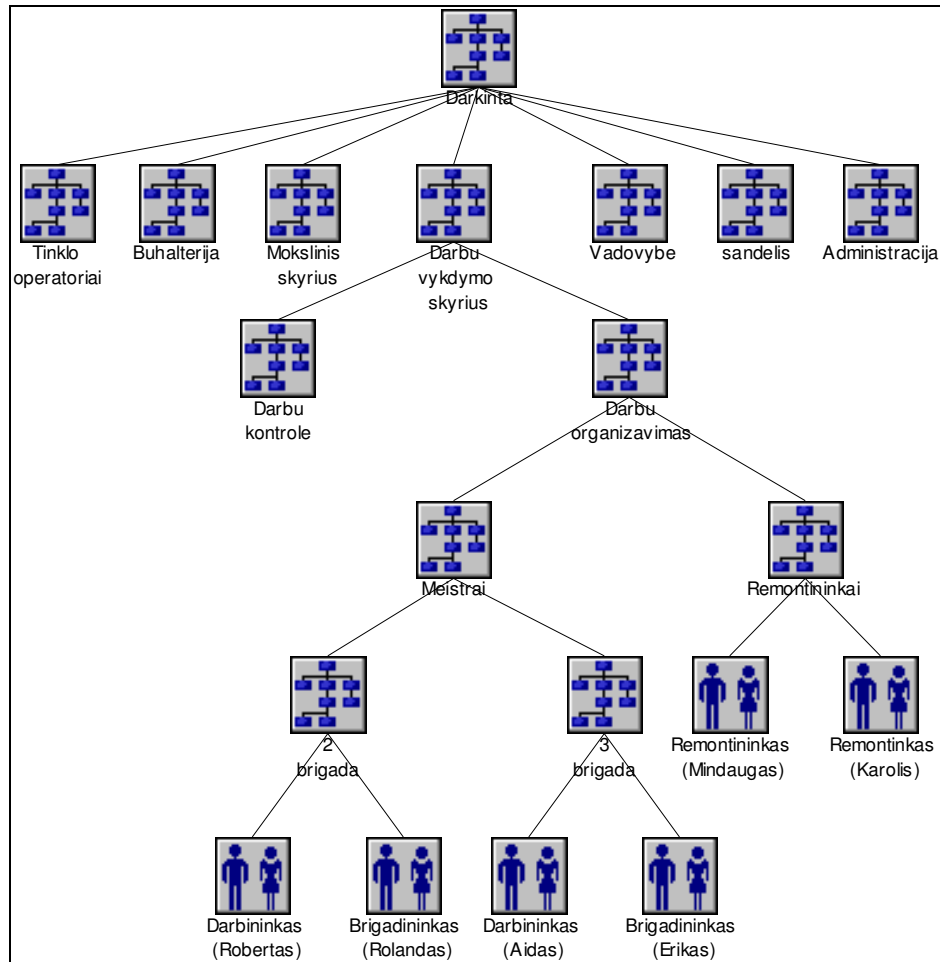 Darkinta
Tinklo
operatoriai
Buhalterija
Mokslinis
skyrius
Darbu
vykdymo
skyrius
Vadovybe
sandelis
Administracija
Darbu
kontrole
Darbu
organizavimas
Meistrai
Remontininkai
2
brigada
3
brigada
Remontininkas
(Mindaugas)
Remontinkas
(Karolis)
Darbininkas
(Robertas)
Brigadininkas
(Rolandas)
Darbininkas
(Aidas)
Brigadininkas
(Erikas)